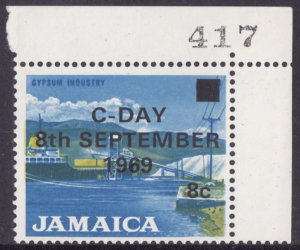 417
GYPSUM INDUSTRY
C-DAY
8th SEPTEMBER
1969
8c
JAMAICA